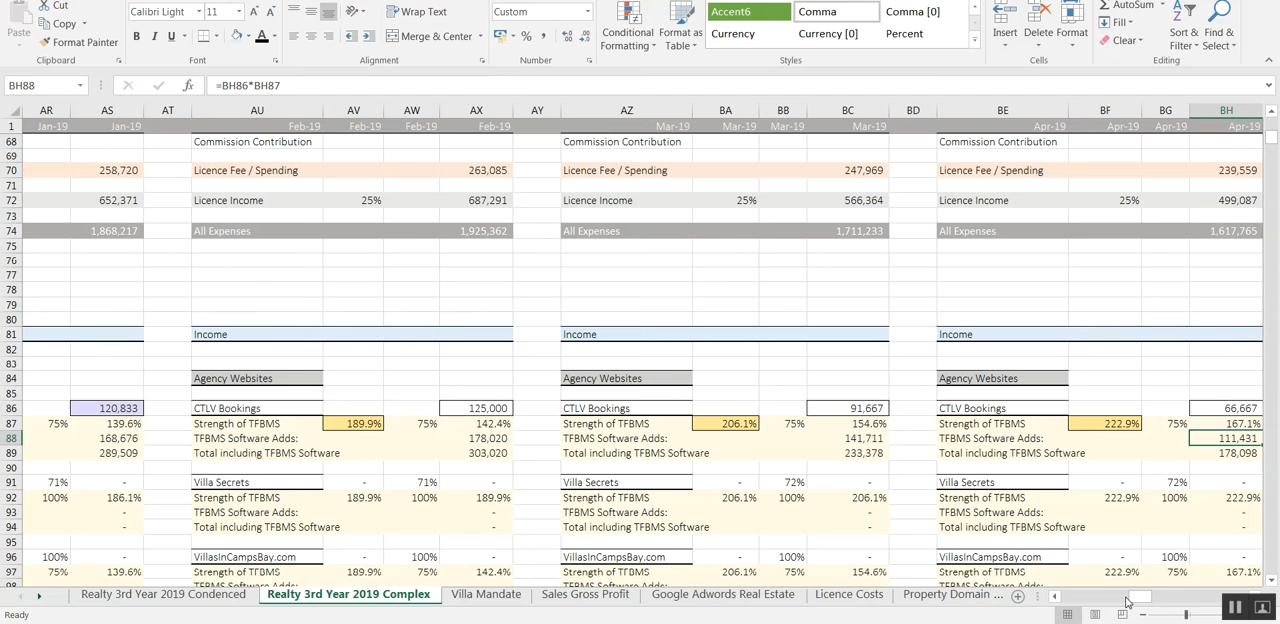 Cut Calibri Light 11 A A Wrap Text Custom Accent6 Comma Comma [0] AutoSum
Paste Copy Format Painter B I U A Merge & Center % , Conditional Formatting Format as Table Currency Currency [0] Percent Insert Delete Format Fill Clear Sort & Filter Find & Select
Clipboard Font Alignment Number Styles Cells Editing
BH88 fx =BH86*BH87
AR AS AT AU AV AW AX AY AZ BA BB BC BD BE BF BG BH
1 Jan-19 Jan-19 Feb-19 Feb-19 Feb-19 Feb-19 Mar-19 Mar-19 Mar-19 Mar-19 Apr-19 Apr-19 Apr-19 Apr-19
68 Commission Contribution Commission Contribution Commission Contribution
69
70 258,720 Licence Fee / Spending 263,085 Licence Fee / Spending 247,969 Licence Fee / Spending 239,559
71
72 652,371 Licence Income 25% 687,291 Licence Income 25% 566,364 Licence Income 25% 499,087
73
74 1,868,217 All Expenses 1,925,362 All Expenses 1,711,233 All Expenses 1,617,765
75
76
77
78
79
80
81 Income Income Income
82
83
84 Agency Websites Agency Websites Agency Websites
85
86 120,833 CTLV Bookings 125,000 CTLV Bookings 91,667 CTLV Bookings 66,667
87 75% 139.6% Strength of TFBMS 189.9% 75% 142.4% Strength of TFBMS 206.1% 75% 154.6% Strength of TFBMS 222.9% 75% 167.1%
88 168,676 TFBMS Software Adds: 178,020 TFBMS Software Adds: 141,711 TFBMS Software Adds: 111,431
89 289,509 Total including TFBMS Software 303,020 Total including TFBMS Software 233,378 Total including TFBMS Software 178,098
90
91 71% - Villa Secrets - 71% - Villa Secrets - 72% - Villa Secrets - 72% -
92 100% 186.1% Strength of TFBMS 189.9% 100% 189.9% Strength of TFBMS 206.1% 100% 206.1% Strength of TFBMS 222.9% 100% 222.9%
93 - TFBMS Software Adds: - TFBMS Software Adds: - TFBMS Software Adds: -
94 - Total including TFBMS Software - Total including TFBMS Software - Total including TFBMS Software -
95
96 100% - VillasInCampsBay.com - 100% - VillasInCampsBay.com - 100% - VillasInCampsBay.com - 100% -
97 75% 139.6% Strength of TFBMS 189.9% 75% 142.4% Strength of TFBMS 206.1% 75% 154.6% Strength of TFBMS 222.9% 75% 167.1%
98 TFBMS Software Adds: TFBMS Software Adds: TFBMS Software Adds:
Realty 3rd Year 2019 Condenced Realty 3rd Year 2019 Complex Villa Mandate Sales Gross Profit Google Adwords Real Estate Licence Costs Property Domain ...
Ready